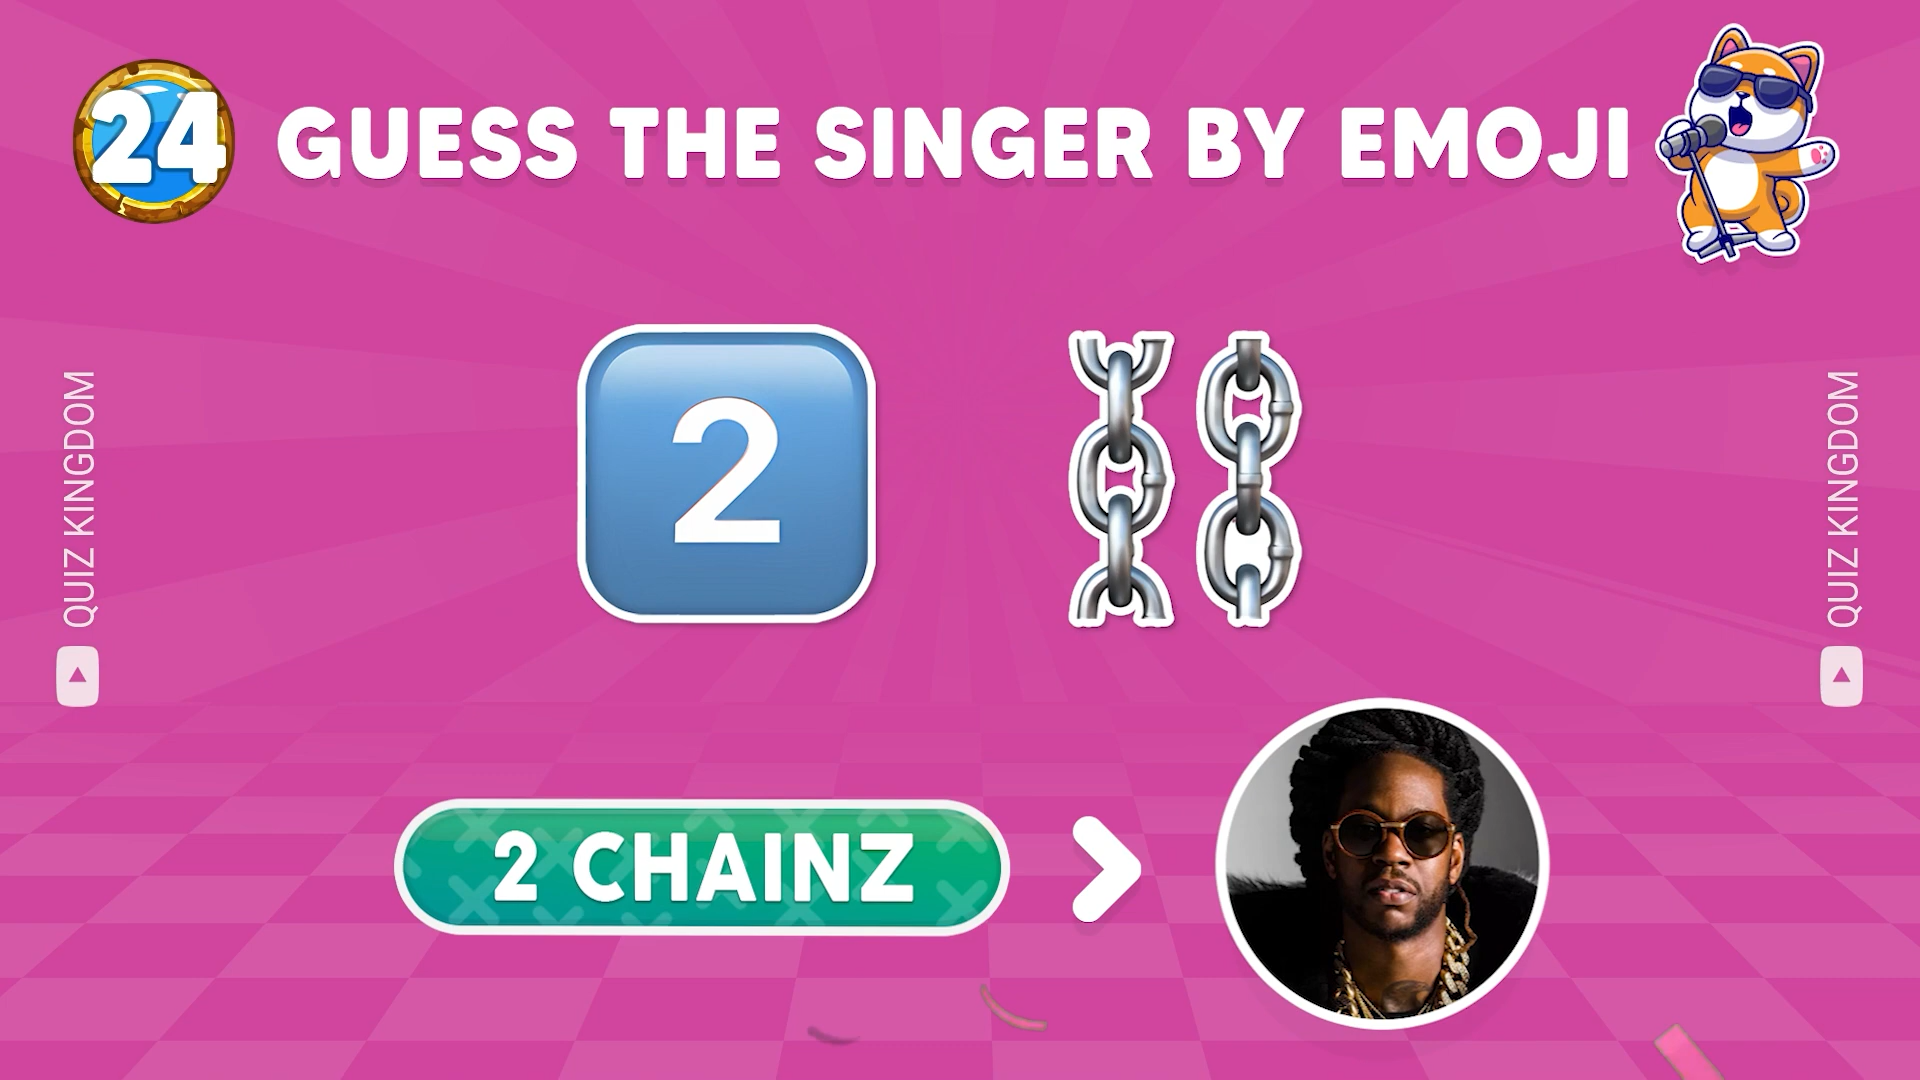 24
GUESS THE SINGER BY EMOJI
QUIZ KINGDOM
2
QUIZ KINGDOM
2 CHAINZ